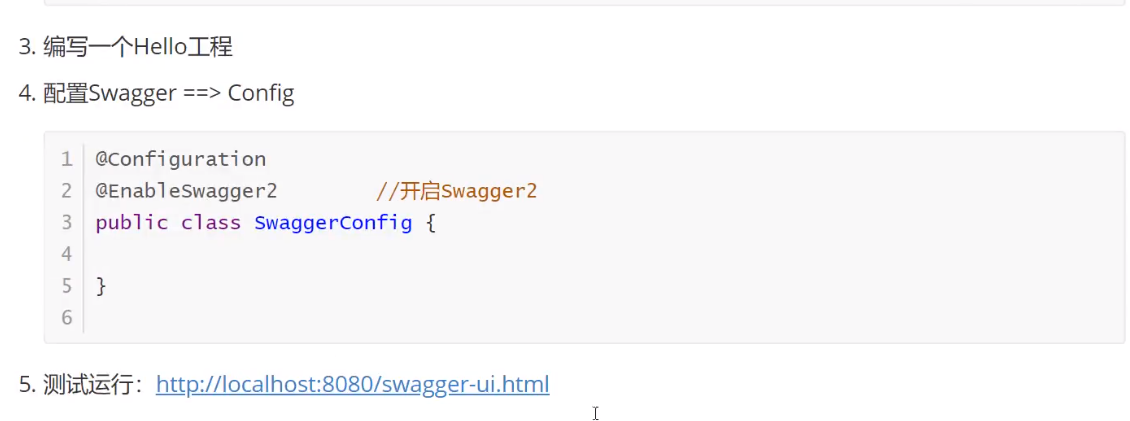 3. 编写一个Hello工程
4. 配置Swagger ==> Config
1 @Configuration
2 @EnableSwagger2 //开启Swagger2
3 public class SwaggerConfig {
4
5 }
6
5. 测试运行：http://localhost:8080/swagger-ui.html